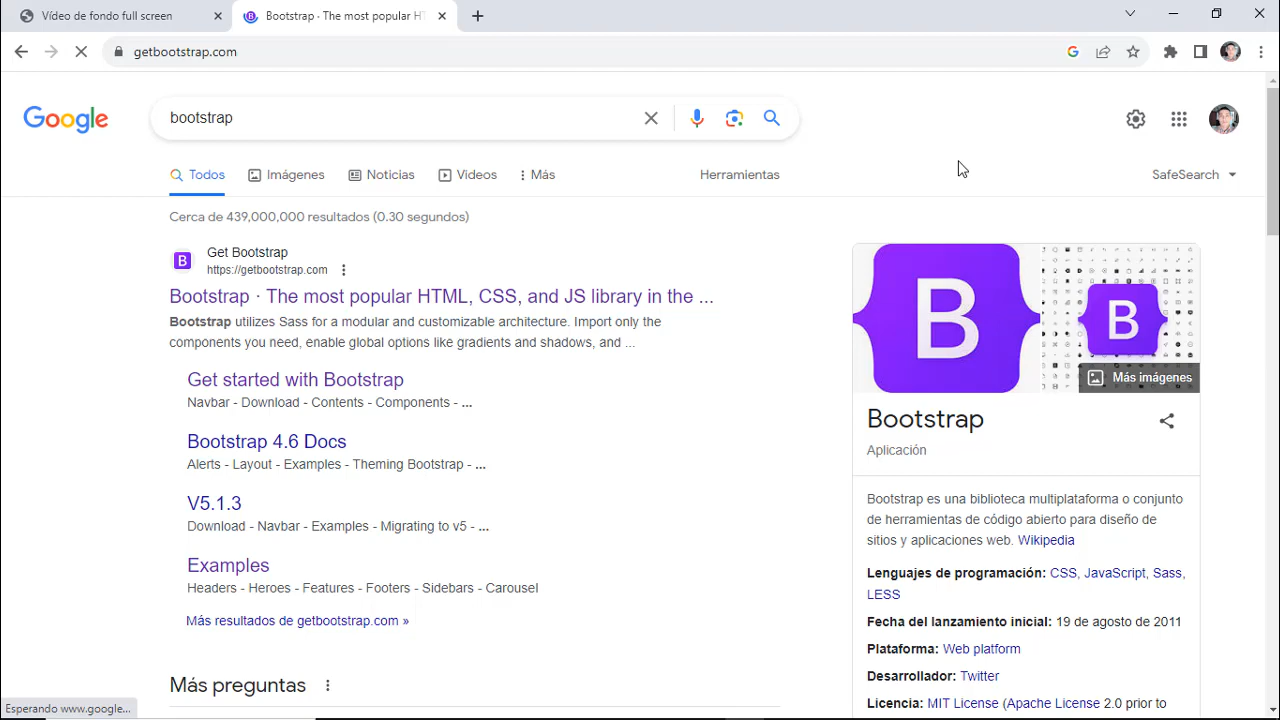 Vídeo de fondo full screen
Bootstrap · The most popular H
getbootstrap.com
Google
bootstrap
Todos
Imágenes
Noticias
Videos
Más
Herramientas
SafeSearch
Cerca de 439,000,000 resultados (0.30 segundos)
B
Get Bootstrap
https://getbootstrap.com
Bootstrap · The most popular HTML, CSS, and JS library in the ...
Bootstrap utilizes Sass for a modular and customizable architecture. Import only the
components you need, enable global options like gradients and shadows, and ...
Get started with Bootstrap
Navbar - Download - Contents - Components - ...
Bootstrap 4.6 Docs
Alerts - Layout - Examples - Theming Bootstrap - ...
V5.1.3
Download - Navbar - Examples - Migrating to v5 - ...
Examples
Headers - Heroes - Features - Footers - Sidebars - Carousel
Más resultados de getbootstrap.com »
Más preguntas
B
B
Más imágenes
Bootstrap
Aplicación
Bootstrap es una biblioteca multiplataforma o conjunto
de herramientas de código abierto para diseño de
sitios y aplicaciones web. Wikipedia
Lenguajes de programación: CSS, JavaScript, Sass,
LESS
Fecha del lanzamiento inicial: 19 de agosto de 2011
Plataforma: Web platform
Desarrollador: Twitter
Licencia: MIT License (Apache License 2.0 prior to
Esperando www.google...